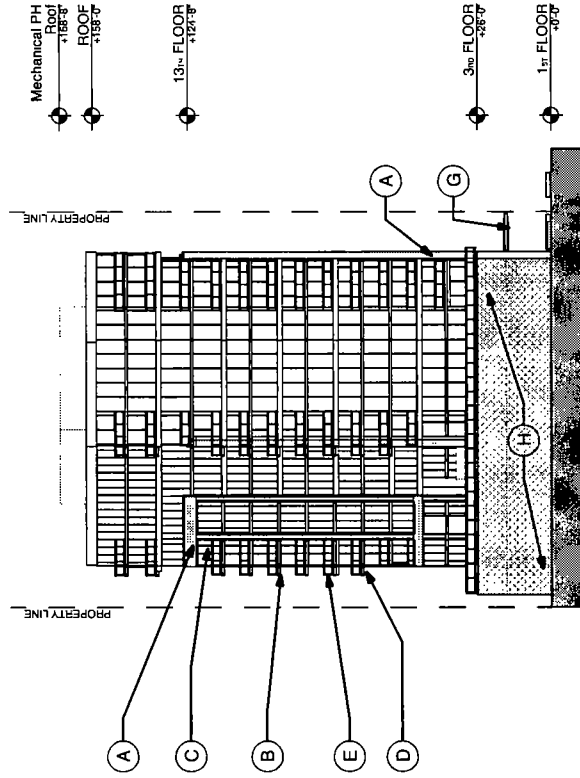 Mechanical PH
Roof
+168'-8"
ROOF
+158'-0"
13TH FLOOR
+124'-8"
3RD FLOOR
+26'-0"
1ST FLOOR
+0'-0"
PROPERTY LINE
PROPERTY LINE
A
G
H
A
C
B
E
D